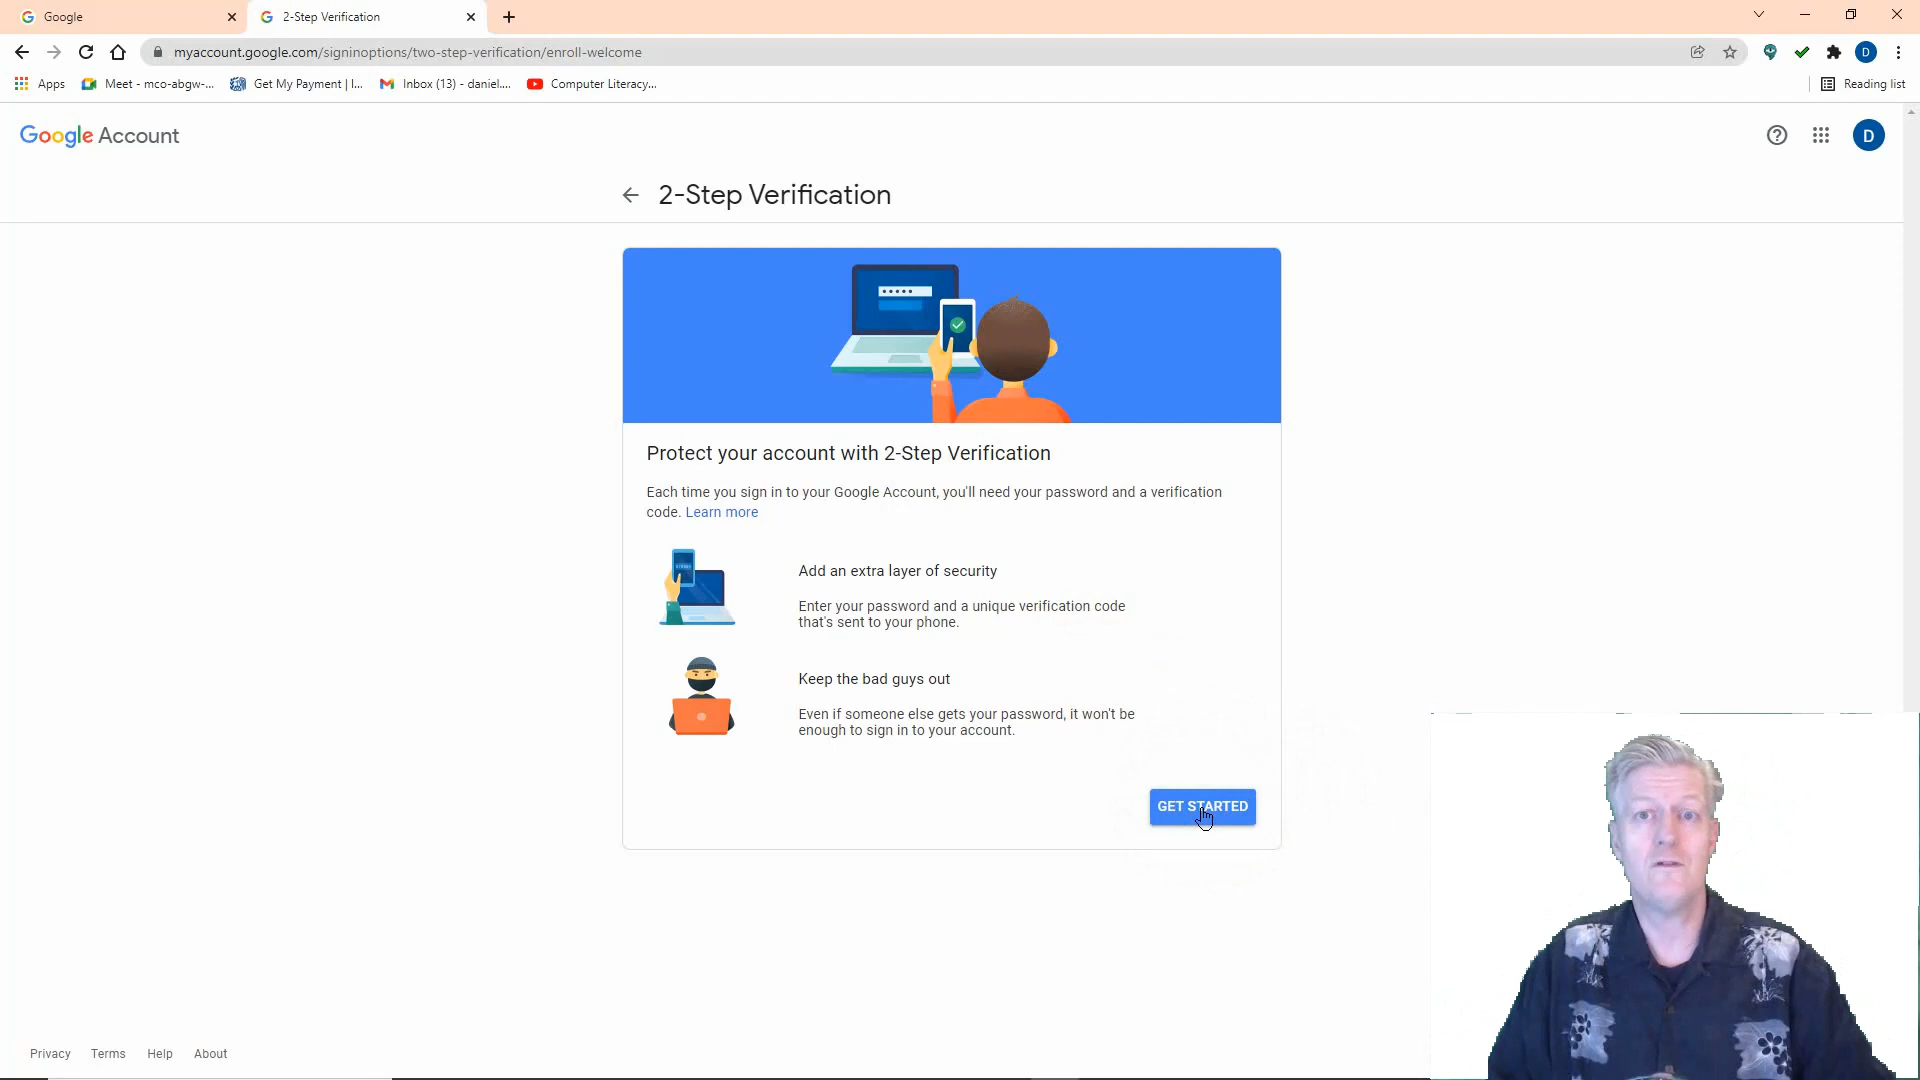 Google
2-Step Verification
myaccount.google.com/signinoptions/two-step-verification/enroll-welcome
D
Apps
Meet - mco-abgw-...
Get My Payment | I...
Inbox (13) - daniel....
Computer Literacy...
Reading list
Google Account
D
2-Step Verification
Protect your account with 2-Step Verification
Each time you sign in to your Google Account, you'll need your password and a verification
code. Learn more
Add an extra layer of security
Enter your password and a unique verification code
that's sent to your phone.
Keep the bad guys out
Even if someone else gets your password, it won't be
enough to sign in to your account.
GET STARTED
Privacy Terms Help About